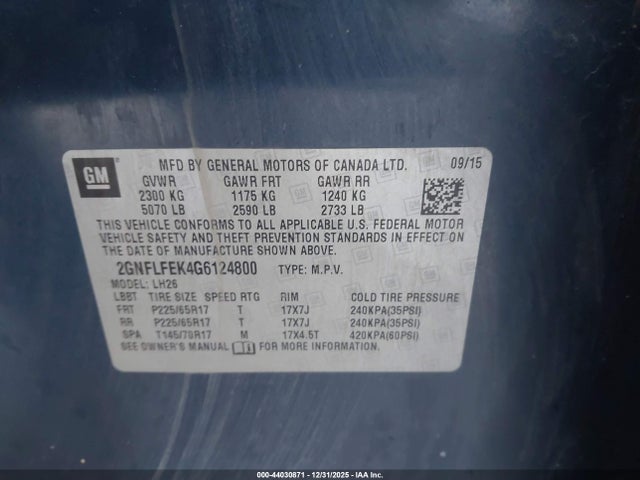 GM
MFD BY GENERAL MOTORS OF CANADA LTD. 09/15
GVWR GAWR FRT GAWR RR
2300 KG 1175 KG 1240 KG
5070 LB 2590 LB 2733 LB
THIS VEHICLE CONFORMS TO ALL APPLICABLE U.S. FEDERAL MOTOR
VEHICLE SAFETY AND THEFT PREVENTION STANDARDS IN EFFECT ON
THE DATE OF MANUFACTURE SHOWN ABOVE.
2GNFLFEK4G6124800 TYPE: M.P.V.
MODEL: LH26
LBBT TIRE SIZE SPEED RTG RIM COLD TIRE PRESSURE
FRT P225/65R17 T 17X7J 240KPA(35PSI)
RR P225/65R17 T 17X7J 240KPA(35PSI)
SPA T145/70R17 M 17X4.5T 420KPA(60PSI)
SEE OWNER'S MANUAL FOR MORE INFORMATION.
000-44030871 - 12/31/2025 - IAA Inc.